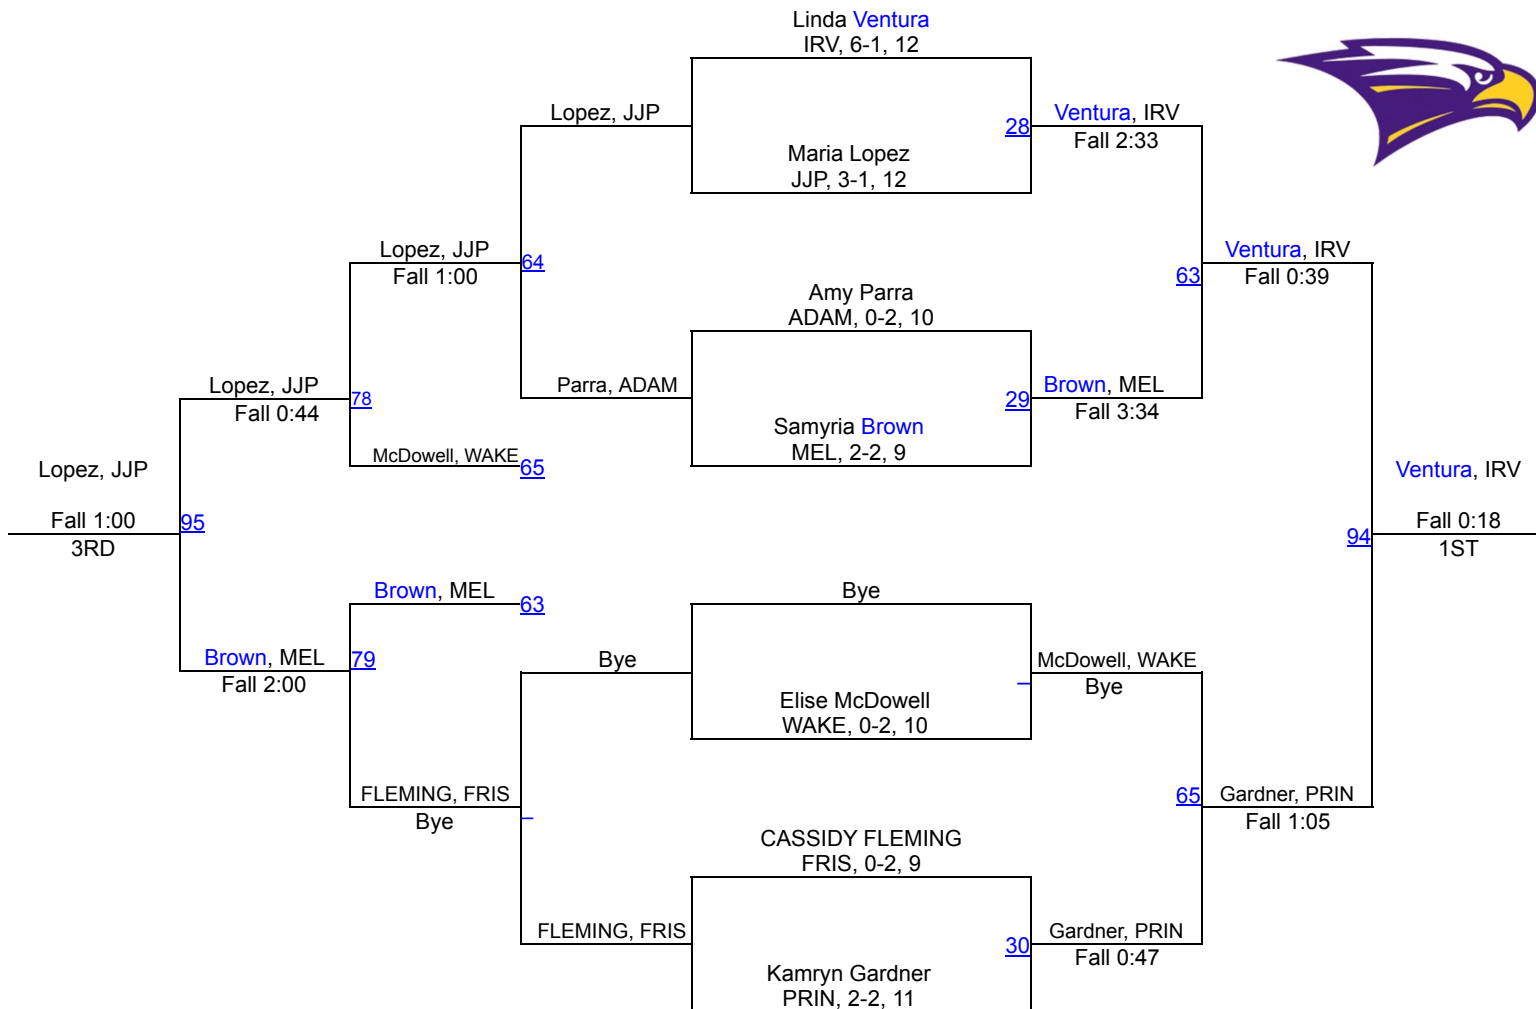 Linda Ventura
IRV, 6-1, 12
Lopez, JJP
28
Ventura, IRV
Fall 2:33
Maria Lopez
JJP, 3-1, 12
Lopez, JJP
Fall 1:00
64
Ventura, IRV
Fall 0:39
63
Amy Parra
ADAM, 0-2, 10
Lopez, JJP
Fall 0:44
78
Parra, ADAM
29
Brown, MEL
Fall 3:34
Samyria Brown
MEL, 2-2, 9
McDowell, WAKE
65
Lopez, JJP
Fall 1:00
3RD
95
Ventura, IRV
Fall 0:18
1ST
94
Brown, MEL
63
Bye
Brown, MEL
Fall 2:00
79
Bye
McDowell, WAKE
Bye
Elise McDowell
WAKE, 0-2, 10
FLEMING, FRIS
Bye
65
Gardner, PRIN
Fall 1:05
CASSIDY FLEMING
FRIS, 0-2, 9
FLEMING, FRIS
30
Gardner, PRIN
Fall 0:47
Kamryn Gardner
PRIN, 2-2, 11